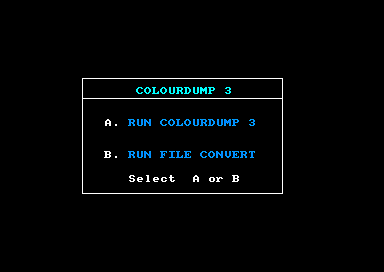 COLOURDUMP 3
A. RUN COLOURDUMP 3
B. RUN FILE CONVERT
Select A or B